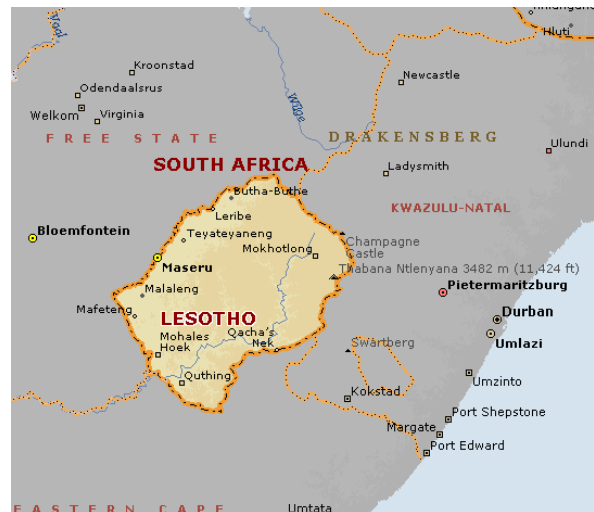 Hluti
Vaal
Kroonstad
Newcastle
Odendaalsrus
Wilge
Welkom
Virginia
FREE STATE
DRAKENSBERG
Ulundi
SOUTH AFRICA
Ladysmith
Butha-Buthe
KWAZULU-NATAL
Leribe
Bloemfontein
Teyateyaneng
Mokhotlong
Champagne
Castle
Maseru
Thabana Ntlenyana 3482 m (11,424 ft)
Malaleng
Pietermaritzburg
Mafeteng
LESOTHO
Durban
Qacha's
Nek
Umlazi
Mohales
Hoek
Swartberg
Quthing
Umzinto
Kokstad
Port Shepstone
Margate
Port Edward
EASTERN CAPE
Umtata